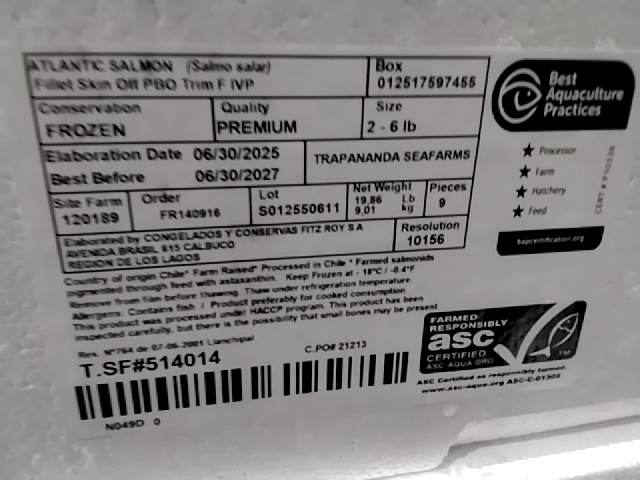 ATLANTIC SALMON (Salmo salar)
Fillet Skin Off PBO Trim F IVP
Box
012517597455
Conservation
FROZEN
Quality
PREMIUM
Size
2 - 6 lb
Elaboration Date 06/30/2025
Best Before 06/30/2027
TRAPANANDA SEAFARMS
Site Farm
120189
Order
FR140916
Lot
S012550611
Net Weight
19,86 Lb
9,01 kg
Pieces
9
Elaborated by CONGELADOS Y CONSERVAS FITZ ROY S A
AVENIDA BRASIL 615 CALBUCO
REGION DE LOS LAGOS
Resolution
10156
Country of origin Chile* Farm Raised* Processed in Chile * Farmed salmonids
pigmented through feed with astaxanthin. Keep Frozen at - 18°C / -0.4°F
Remove from film before thawing. Thaw under refrigeration temperature
Allergens: Contains fish / Product preferably for cooked consumption
This product was processed under HACCP program. This product has been
inspected carefully, but there is the possibility that small bones may be present
Res. N°764 de 07-06-2001 Llanchipal
C.PO# 21213
T.SF#514014
N049D 0
Best
Aquaculture
Practices
Processor
Farm
Hatchery
Feed
bapcertification.org
FARMED
RESPONSIBLY
asc
CERTIFIED
ASC-AQUA.ORG
ASC Certified as responsibly farmed.
www.asc-aqua.org ASC-C-01308